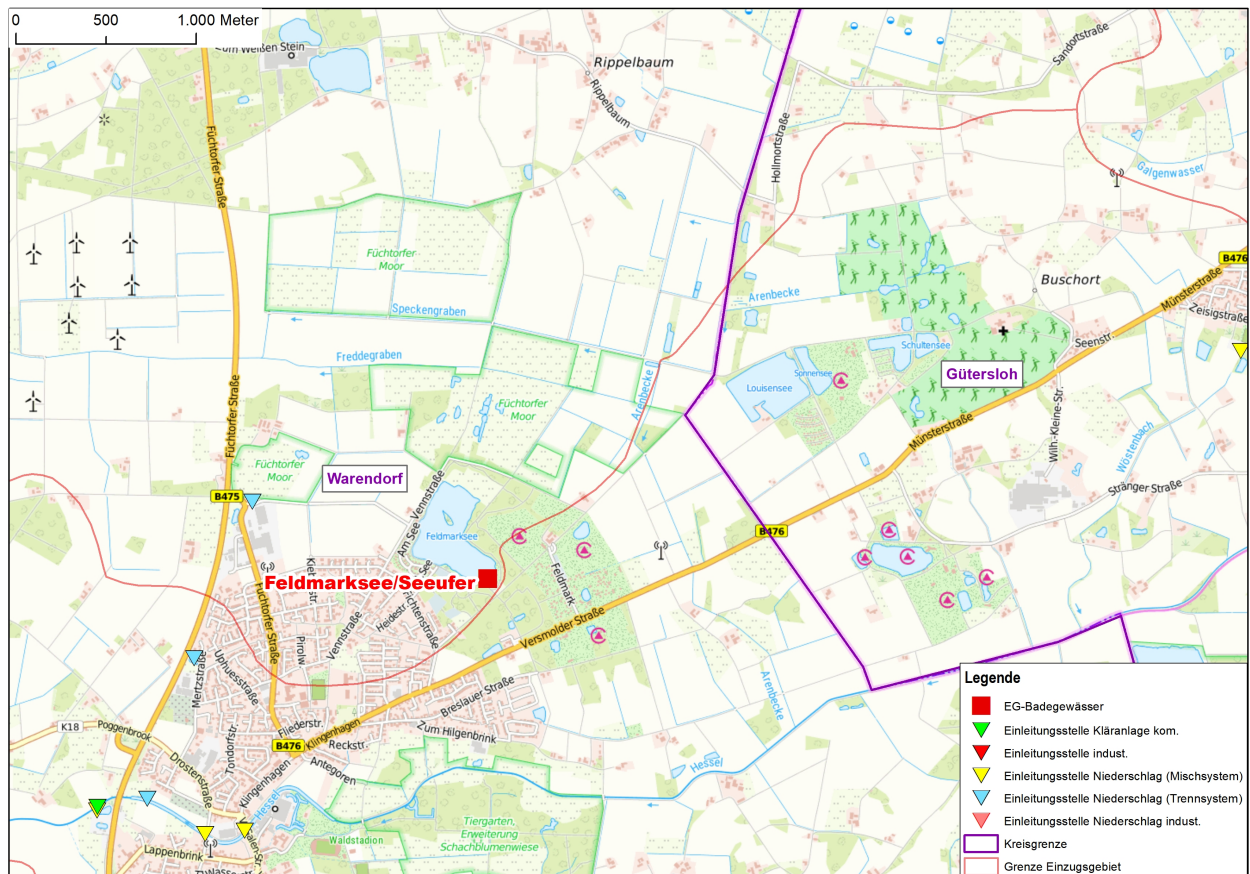 0 500 1.000 Meter
Zum Weißen Stein
Rippelbaum
Rippelbaum
Sandortstraße
Hollmortstraße
Galgenwasser
Füchtorfer Straße
Füchtorfer
Moor
Buschort
B476
Münsterstraße
Zeisigstraße
Arenbecke
Speckengraben
Freddegraben
Schultensee
Seenstr.
Sonnensee
Louisensee
Gütersloh
Arenbecke
Füchtorfer Straße
Füchtorfer
Moor
Münsterstraße
Wilh.-Kleine-Str.
Wöstenbach
Füchtorfer
Moor
Warendorf
Stränger Straße
B475
Am See Vennstraße
Feldmarksee
B476
Feldmarksee/Seeufer
See
Feldmark
Füchtorfer Straße
Heidestr.
Vennstraße
Pirolw
Versmolder Straße
Uphuesstraße
Mertzstraße
Arenbecke
Breslauer Straße
Zum Hilgenbrink
K18
Poggenbrook
Fliederstr.
Klingenhagen
B476
Reckstr.
Tondorfstr.
Drostenstraße
Klingenhagen
Antegoren
Hessel
Hessel
Waldstadion
Tiergarten,
Erweiterung
Schachblumenwiese
Lappenbrink
Legende
EG-Badegewässer
Einleitungsstelle Kläranlage kom.
Einleitungsstelle indust.
Einleitungsstelle Niederschlag (Mischsystem)
Einleitungsstelle Niederschlag (Trennsystem)
Einleitungsstelle Niederschlag indust.
Kreisgrenze
Grenze Einzugsgebiet